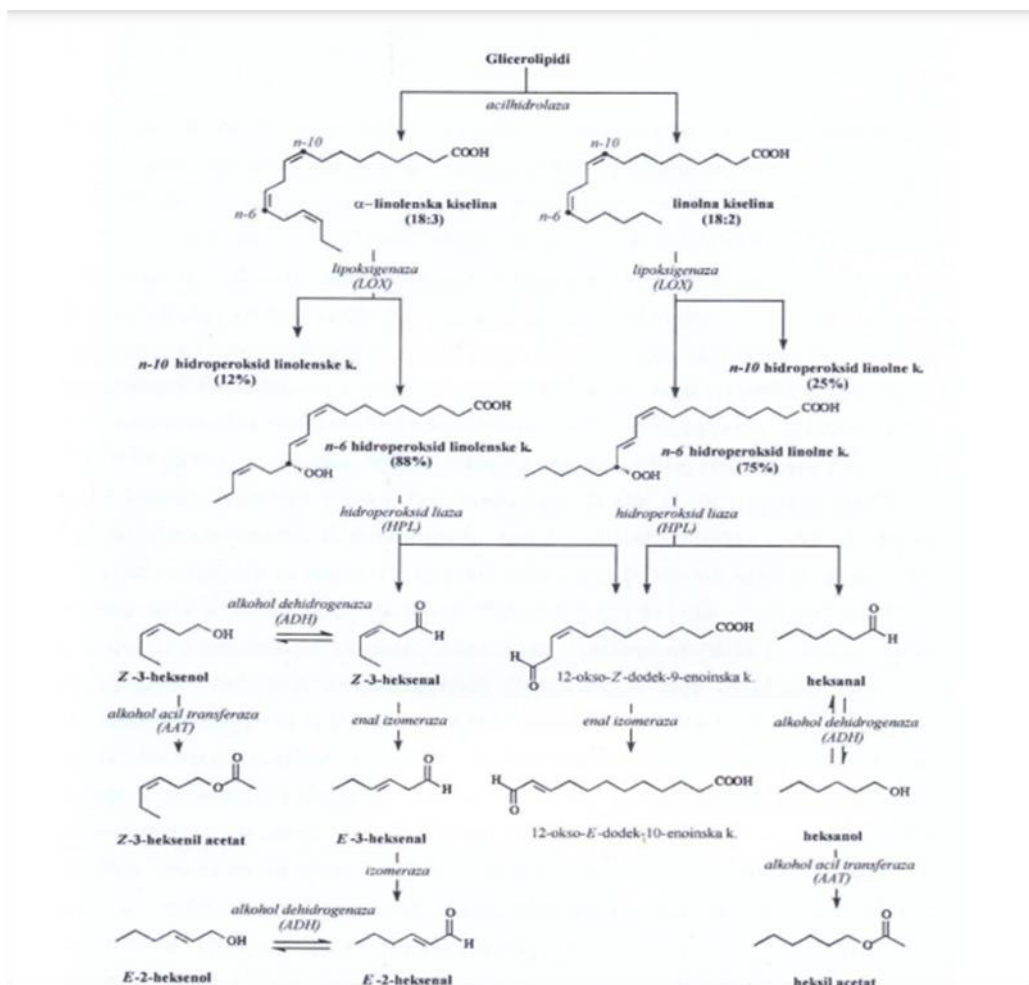 Glicerolipidi
acilhidrolaza
n-10
COOH
n-6
α– linolenska kiselina
(18:3)
n-10
COOH
n-6
linolna kiselina
(18:2)
lipoksigenaza
(LOX)
lipoksigenaza
(LOX)
n-10 hidroperoksid linolenske k.
(12%)
n-10 hidroperoksid linolne k.
(25%)
COOH
n-6 hidroperoksid linolenske k.
(88%)
OOH
COOH
n-6 hidroperoksid linolne k.
(75%)
OOH
hidroperoksid liaza
(HPL)
hidroperoksid liaza
(HPL)
alkohol dehidrogenaza
(ADH)
OH
Z-3-heksenol
O
H
Z-3-heksenal
COOH
H
O
12-okso-Z-dodek-9-enoinska k.
O
H
heksanal
alkohol acil transferaza
(AAT)
enal izomeraza
enal izomeraza
alkohol dehidrogenaza
(ADH)
O
O
Z-3-heksenil acetat
O
H
E-3-heksenal
H
O
COOH
12-okso-E-dodek-10-enoinska k.
OH
heksanol
izomeraza
alkohol acil transferaza
(AAT)
alkohol dehidrogenaza
(ADH)
OH
E-2-heksenol
O
H
E-2-heksenal
O
O
heksil acetat